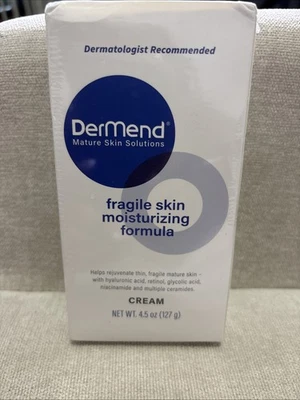 Dermatologist Recommended
DerMend®
Mature Skin Solutions
fragile skin
moisturizing
formula
helps rejuvenate thin, fragile mature skin –
with hyaluronic acid, retinol, glycolic acid,
niacinamide and multiple ceramides.
CREAM
NET WT. 4.5 oz (127 g)